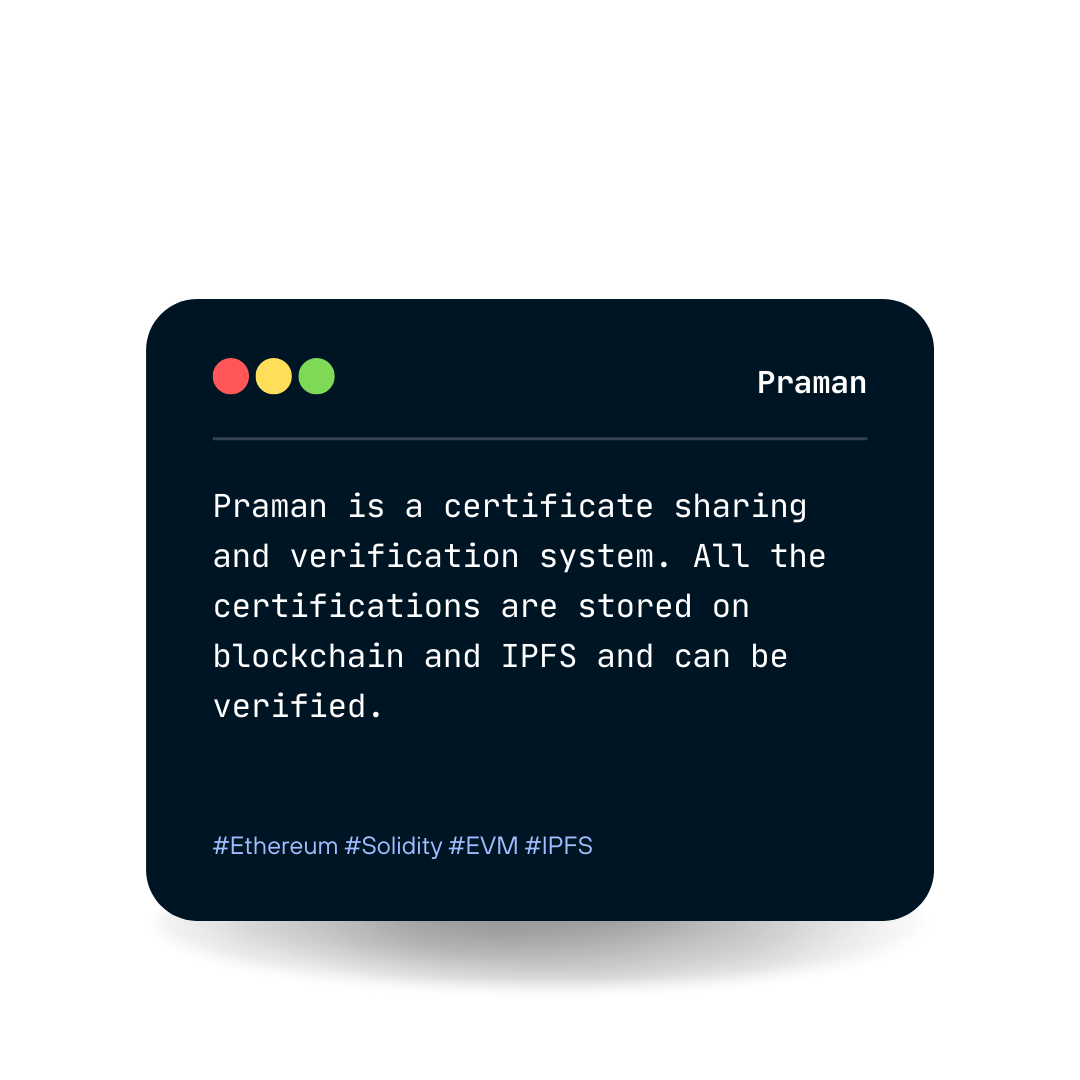 Praman
Praman is a certificate sharing
and verification system. All the
certifications are stored on
blockchain and IPFS and can be
verified.
#Ethereum #Solidity #EVM #IPFS